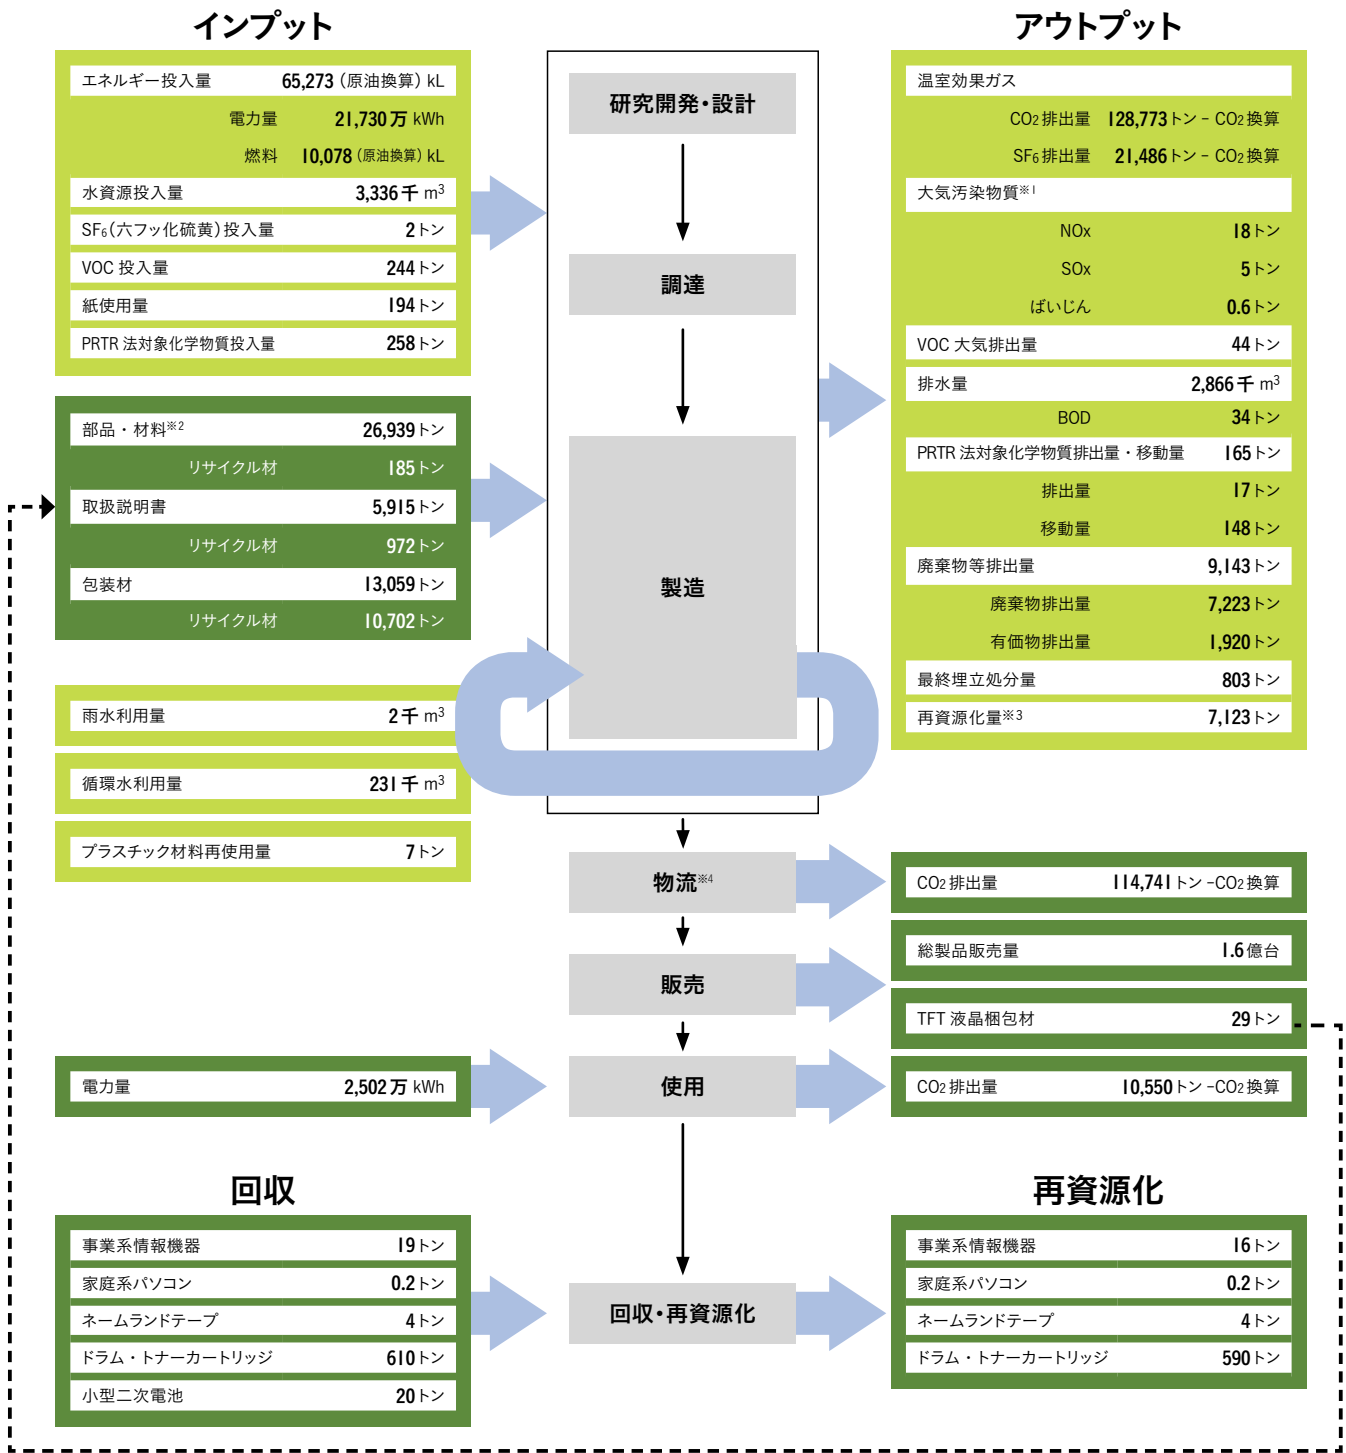 インプット
エネルギー投入量 65,273（原油換算）kL
電力量 21,730万 kWh
燃料 10,078（原油換算）kL
水資源投入量 3,336千 m³
SF₆（六フッ化硫黄）投入量 2トン
VOC 投入量 244トン
紙使用量 194トン
PRTR 法対象化学物質投入量 258トン
部品・材料※2 26,939トン
リサイクル材 185トン
取扱説明書 5,915トン
リサイクル材 972トン
包装材 13,059トン
リサイクル材 10,702トン
雨水利用量 2千 m³
循環水利用量 231千 m³
プラスチック材料再使用量 7トン
電力量 2,502万 kWh
回収
事業系情報機器 19トン
家庭系パソコン 0.2トン
ネームランドテープ 4トン
ドラム・トナーカートリッジ 610トン
小型二次電池 20トン
研究開発・設計
調達
製造
物流※4
販売
使用
回収・再資源化
アウトプット
温室効果ガス
CO₂排出量 128,773トン－CO₂換算
SF₆排出量 21,486トン－CO₂換算
大気汚染物質※1
NOx 18トン
SOx 5トン
ばいじん 0.6トン
VOC 大気排出量 44トン
排水量 2,866千 m³
BOD 34トン
PRTR 法対象化学物質排出量・移動量 165トン
排出量 17トン
移動量 148トン
廃棄物等排出量 9,143トン
廃棄物排出量 7,223トン
有価物排出量 1,920トン
最終埋立処分量 803トン
再資源化量※3 7,123トン
CO₂排出量 114,741トン－CO₂換算
総製品販売量 1.6億台
TFT 液晶梱包材 29トン
CO₂排出量 10,550トン－CO₂換算
再資源化
事業系情報機器 16トン
家庭系パソコン 0.2トン
ネームランドテープ 4トン
ドラム・トナーカートリッジ 590トン